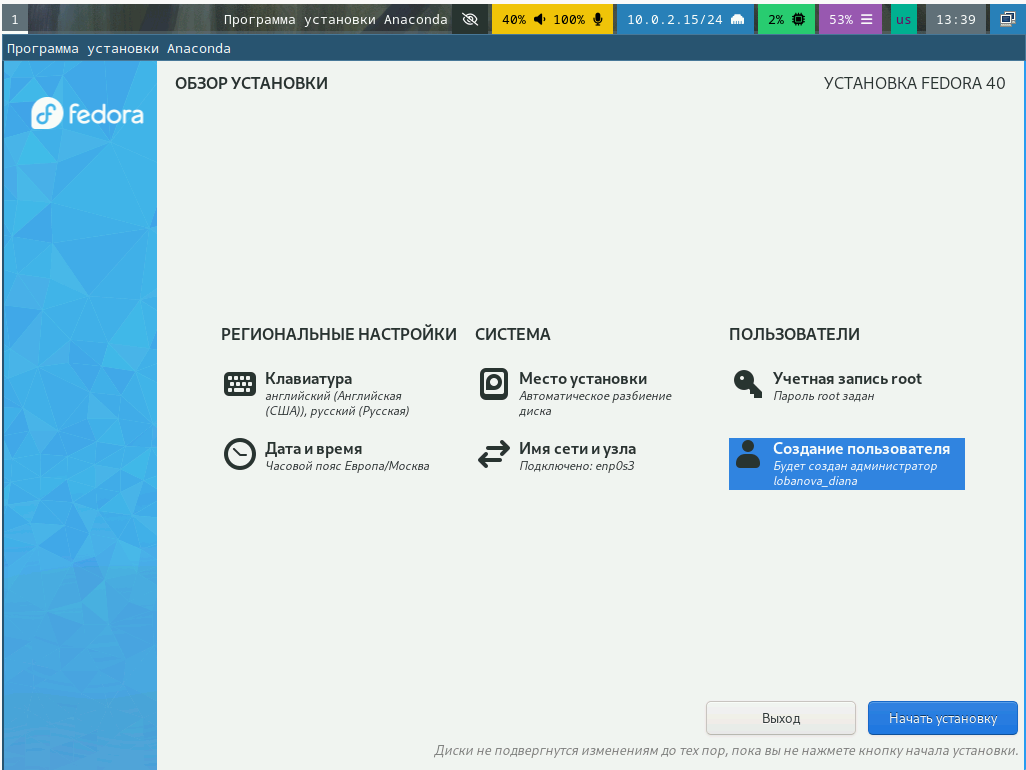 1 Программа установки Anaconda 40% 100% 10.0.2.15/24 2% 53% us 13:39
Программа установки Anaconda
fedora
ОБЗОР УСТАНОВКИ
УСТАНОВКА FEDORA 40
РЕГИОНАЛЬНЫЕ НАСТРОЙКИ
Клавиатура
английский (Английская
(США)), русский (Русская)
Дата и время
Часовой пояс Европа/Москва
СИСТЕМА
Место установки
Автоматическое разбиение
диска
Имя сети и узла
Подключено: enp0s3
ПОЛЬЗОВАТЕЛИ
Учетная запись root
Пароль root задан
Создание пользователя
Будет создан администратор
lobanova_diana
Выход
Начать установку
Диски не подвергнутся изменениям до тех пор, пока вы не нажмете кнопку начала установки.